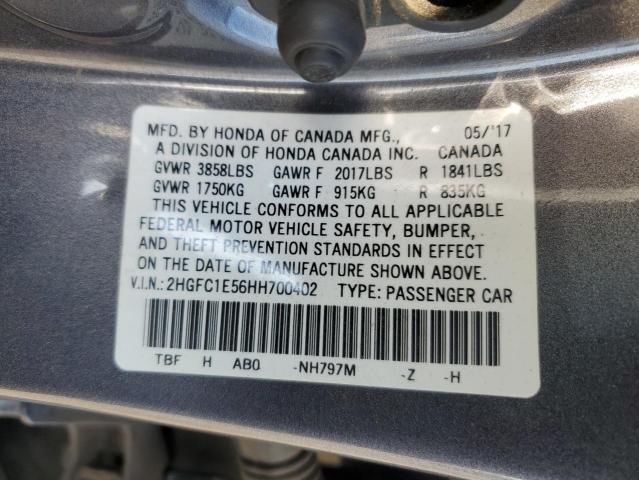 MFD. BY HONDA OF CANADA MFG., 05/'17
A DIVISION OF HONDA CANADA INC. CANADA
GVWR 3858LBS GAWR F 2017LBS R 1841LBS
GVWR 1750KG GAWR F 915KG R 835KG
THIS VEHICLE CONFORMS TO ALL APPLICABLE
FEDERAL MOTOR VEHICLE SAFETY, BUMPER,
AND THEFT PREVENTION STANDARDS IN EFFECT
ON THE DATE OF MANUFACTURE SHOWN ABOVE.
V.I.N.: 2HGFC1E56HH700402 TYPE: PASSENGER CAR
TBF H AB0 -NH797M -Z -H